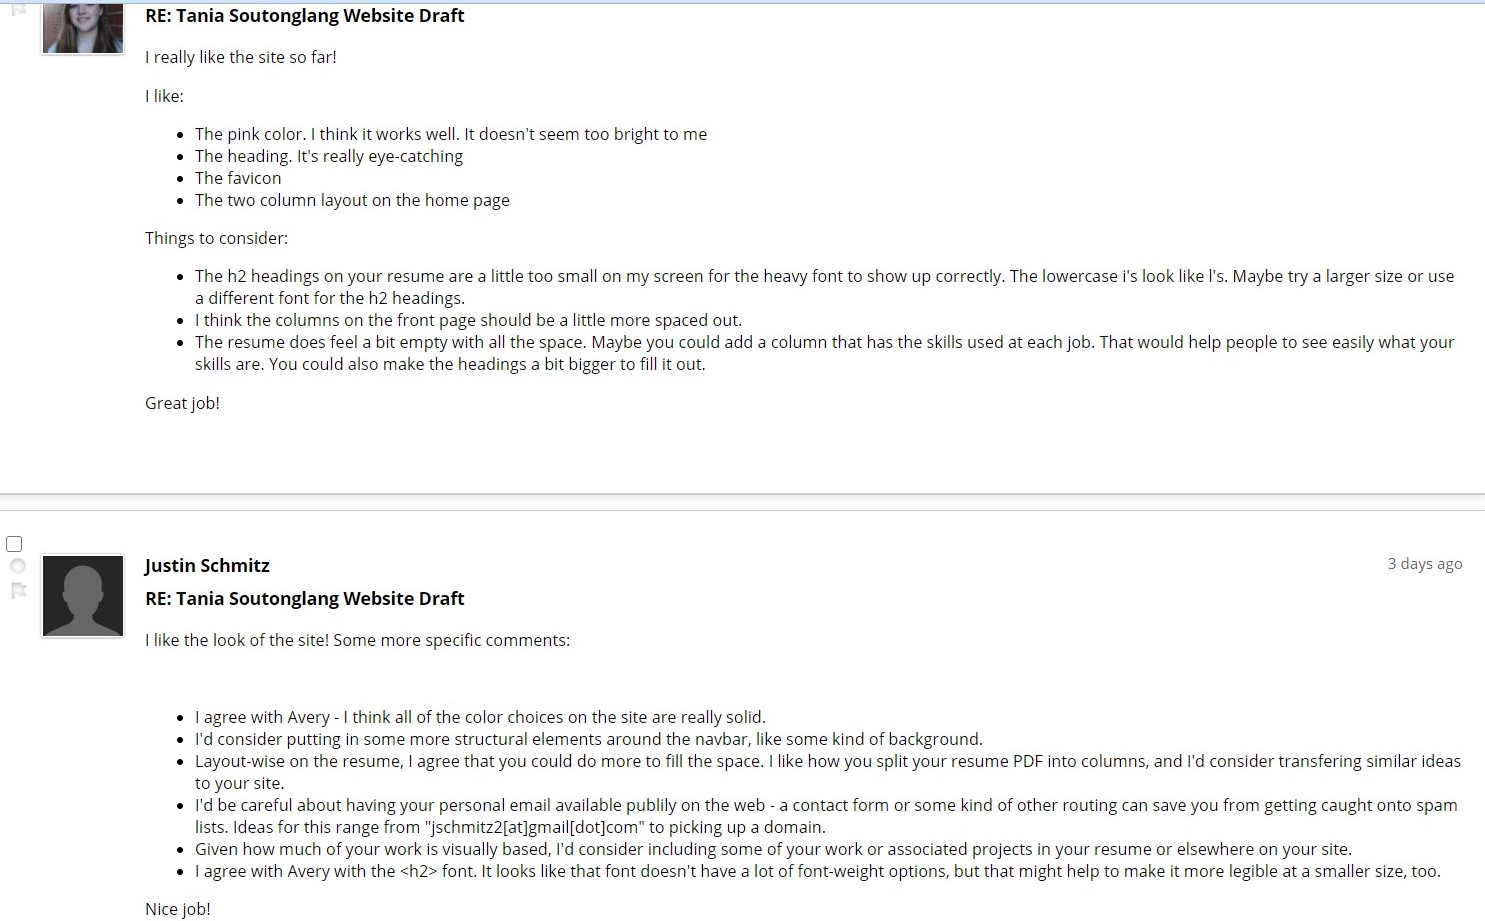 RE: Tania Soutonglang Website Draft
I really like the site so far!
I like:
The pink color. I think it works well. It doesn't seem too bright to me
The heading. It's really eye-catching
The favicon
The two column layout on the home page
Things to consider:
The h2 headings on your resume are a little too small on my screen for the heavy font to show up correctly. The lowercase i's look like l's. Maybe try a larger size or use
a different font for the h2 headings.
I think the columns on the front page should be a little more spaced out.
The resume does feel a bit empty with all the space. Maybe you could add a column that has the skills used at each job. That would help people to see easily what your
skills are. You could also make the headings a bit bigger to fill it out.
Great job!
Justin Schmitz
3 days ago
RE: Tania Soutonglang Website Draft
I like the look of the site! Some more specific comments:
I agree with Avery - I think all of the color choices on the site are really solid.
I'd consider putting in some more structural elements around the navbar, like some kind of background.
Layout-wise on the resume, I agree that you could do more to fill the space. I like how you split your resume PDF into columns, and I'd consider transfering similar ideas
to your site.
I'd be careful about having your personal email available publily on the web - a contact form or some kind of other routing can save you from getting caught onto spam
lists. Ideas for this range from "jschmitz2[at]gmail[dot]com" to picking up a domain.
Given how much of your work is visually based, I'd consider including some of your work or associated projects in your resume or elsewhere on your site.
I agree with Avery with the <h2> font. It looks like that font doesn't have a lot of font-weight options, but that might help to make it more legible at a smaller size, too.
Nice job!